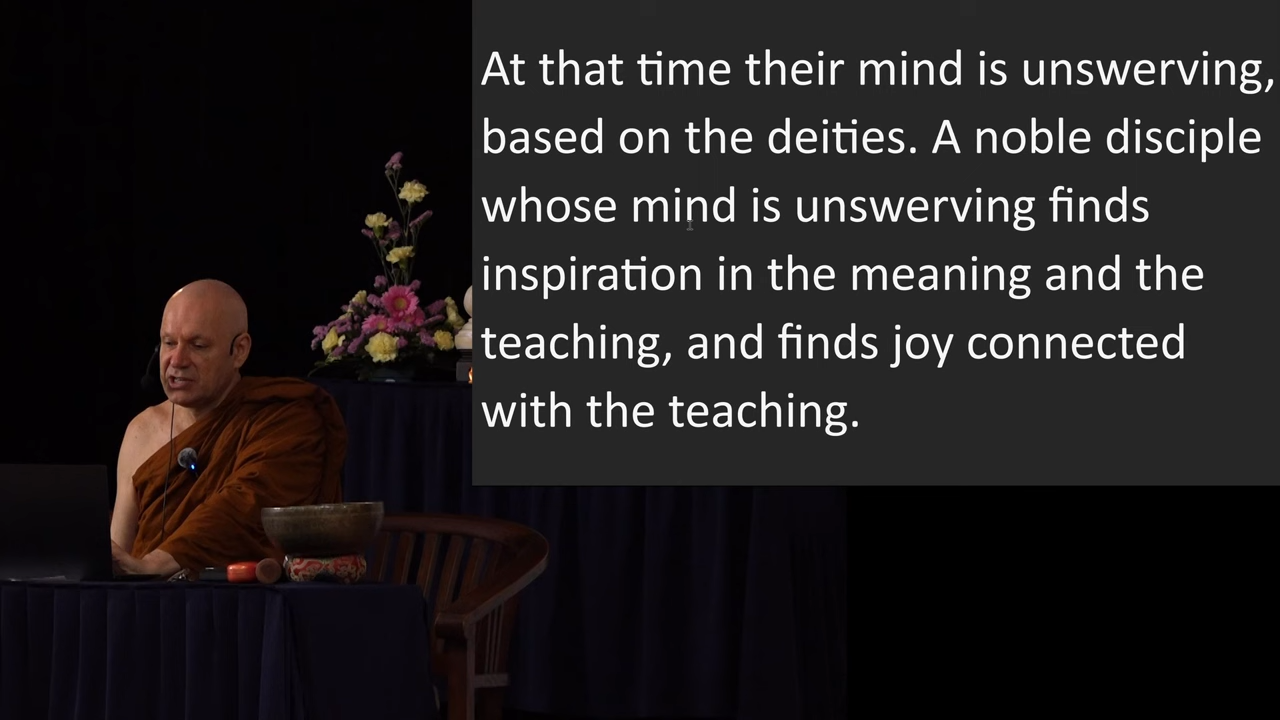 At that time their mind is unswerving,
based on the deities. A noble disciple
whose mind is unswerving finds
inspiration in the meaning and the
teaching, and finds joy connected
with the teaching.